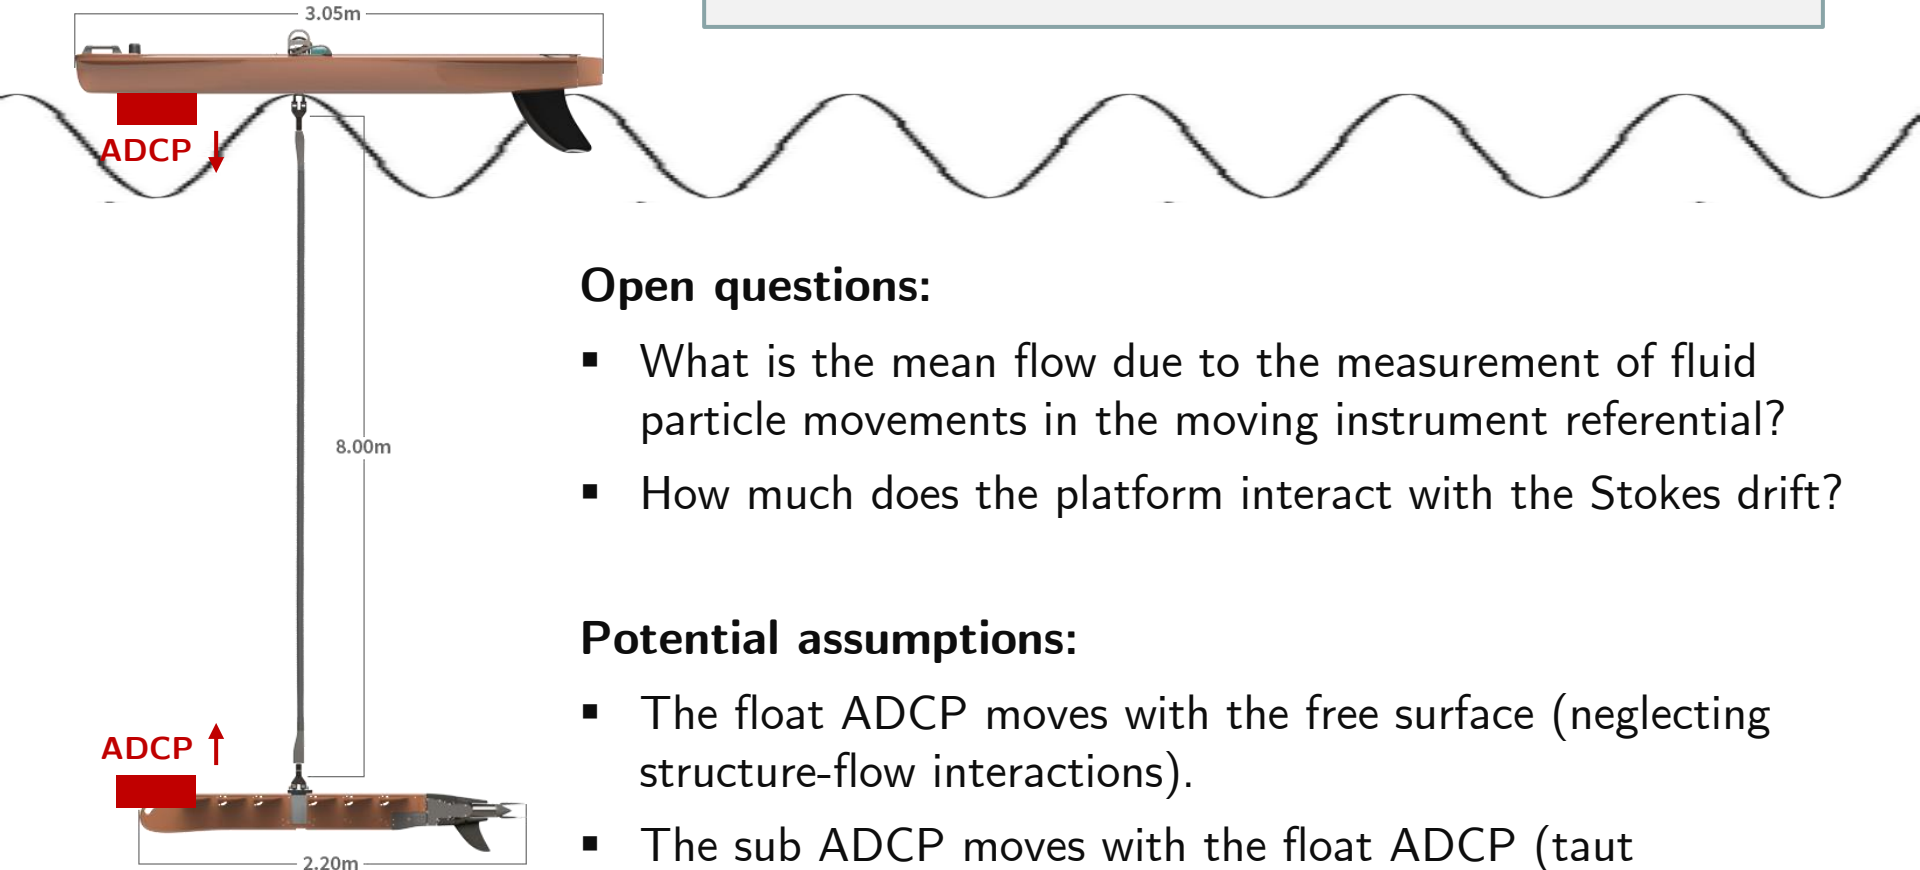 3.05m
ADCP
8.00m
Open questions:
▪ What is the mean flow due to the measurement of fluid
particle movements in the moving instrument referential?
▪ How much does the platform interact with the Stokes drift?
Potential assumptions:
▪ The float ADCP moves with the free surface (neglecting
structure-flow interactions).
▪ The sub ADCP moves with the float ADCP (taut
ADCP
2.20m